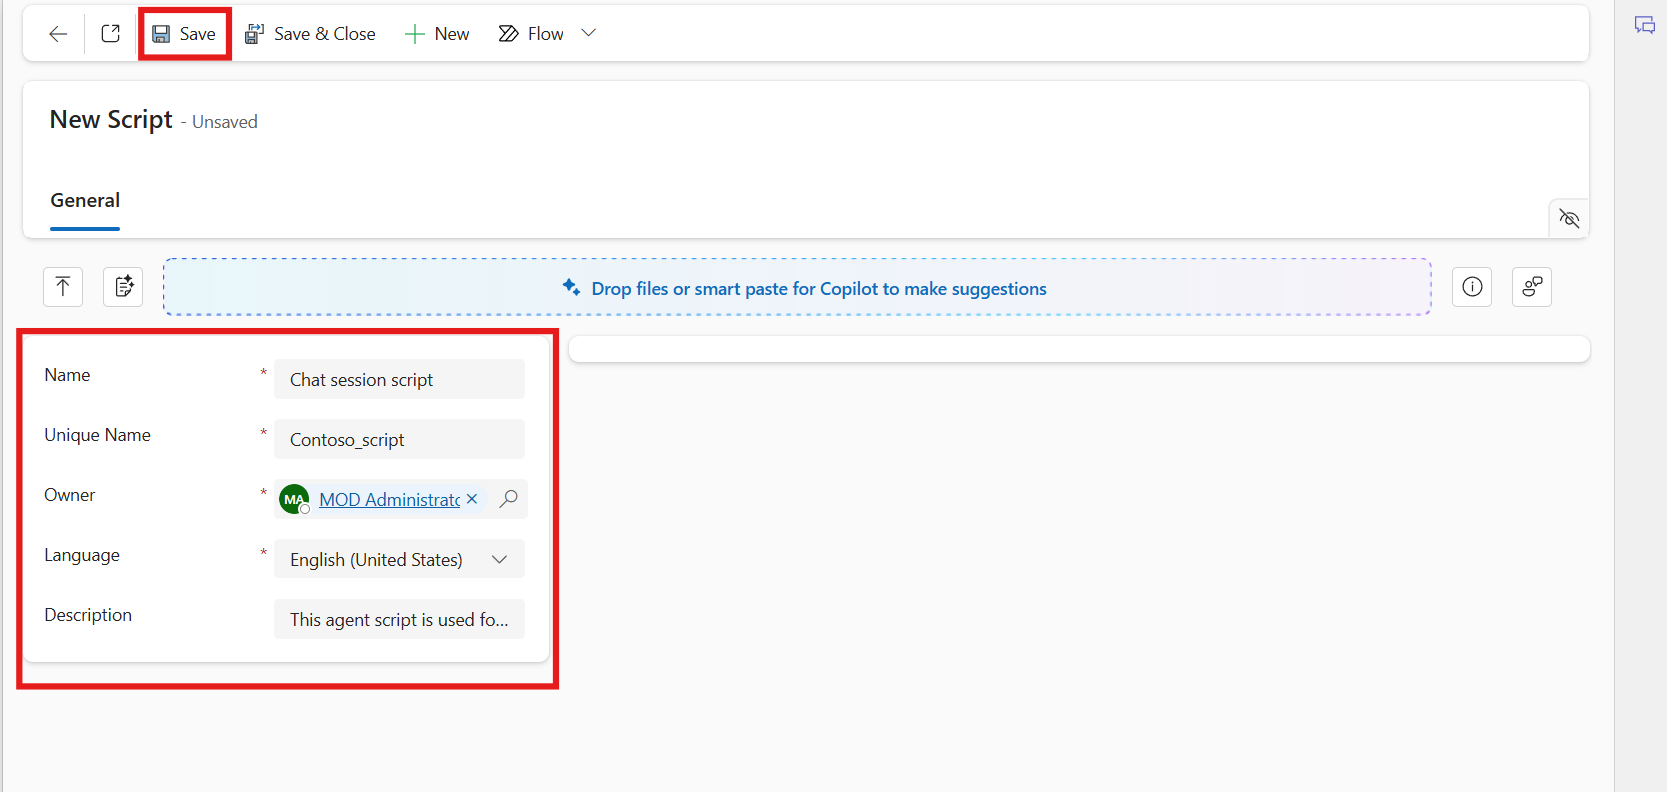 Save Save & Close New Flow
New Script - Unsaved
General
Drop files or smart paste for Copilot to make suggestions
Name * Chat session script
Unique Name * Contoso_script
Owner * MA MOD Administrato
Language * English (United States)
Description This agent script is used fo...